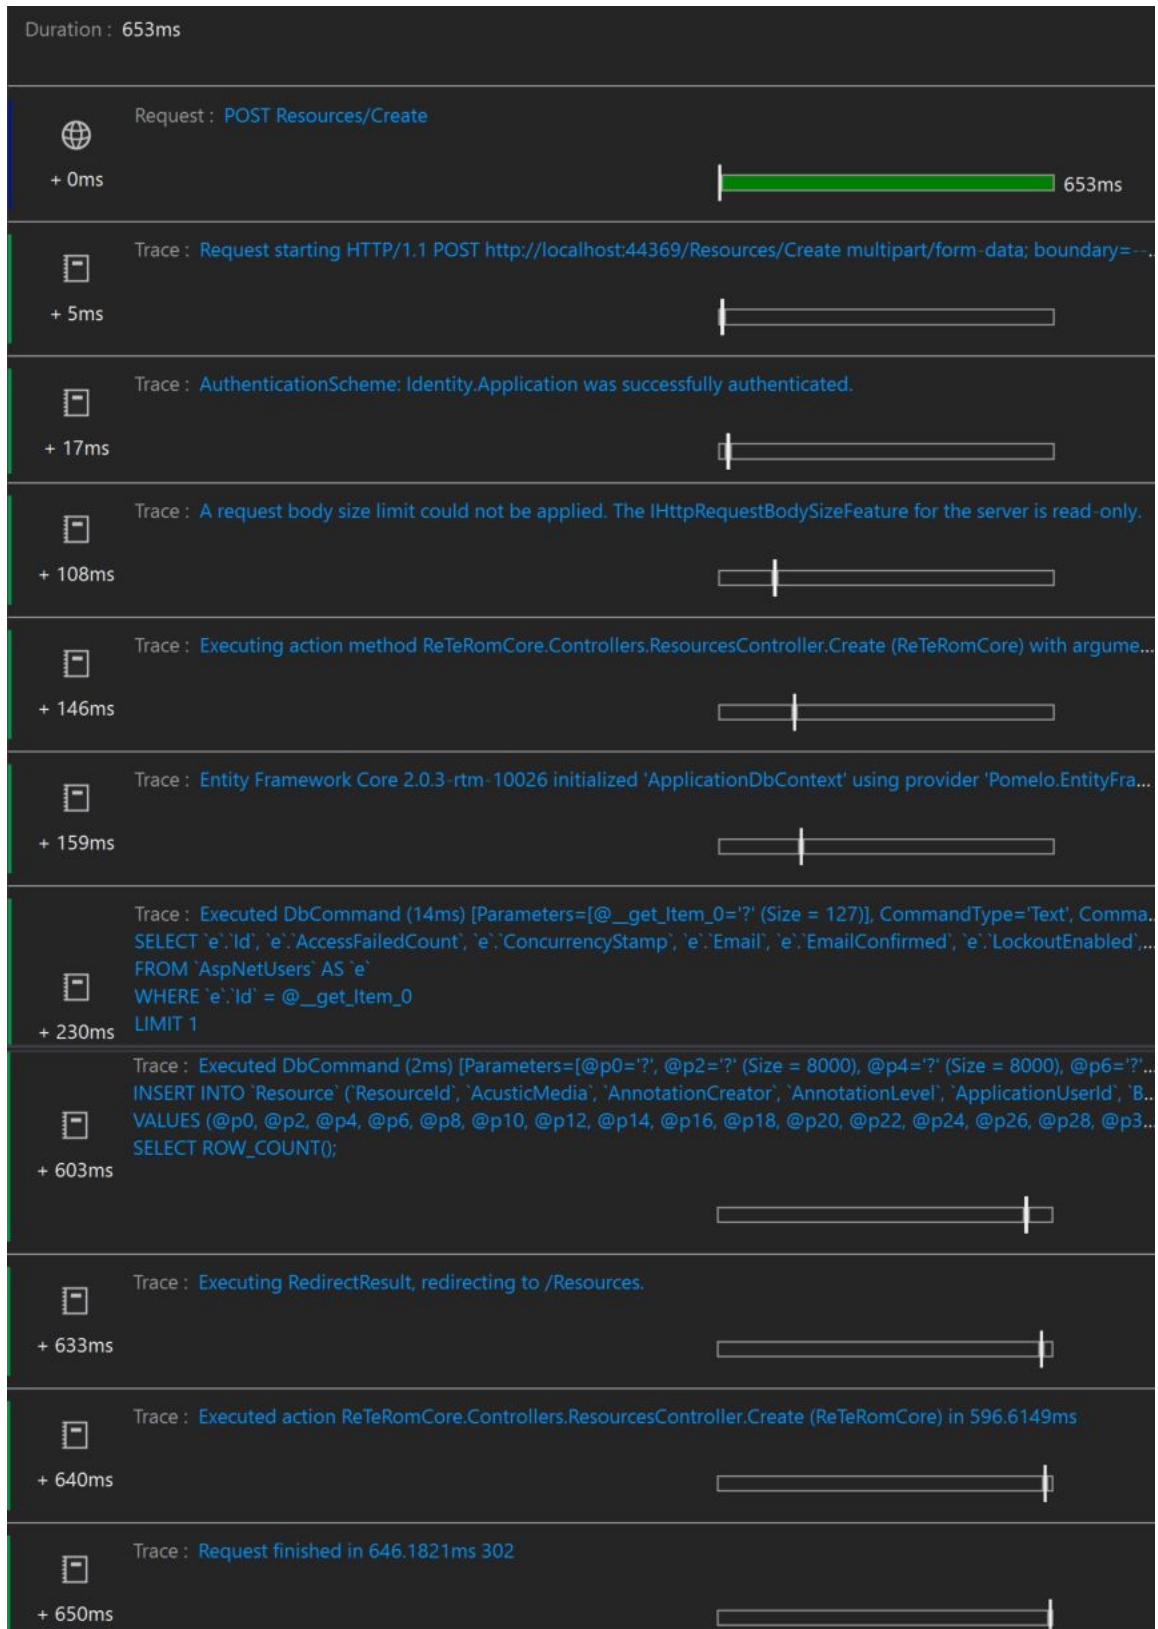 Duration : 653ms
Request : POST Resources/Create
+ 0ms
653ms
Trace : Request starting HTTP/1.1 POST http://localhost:44369/Resources/Create multipart/form-data; boundary=--...
+ 5ms
Trace : AuthenticationScheme: Identity.Application was successfully authenticated.
+ 17ms
Trace : A request body size limit could not be applied. The IHttpRequestBodySizeFeature for the server is read-only.
+ 108ms
Trace : Executing action method ReTeRomCore.Controllers.ResourcesController.Create (ReTeRomCore) with argume...
+ 146ms
Trace : Entity Framework Core 2.0.3-rtm-10026 initialized 'ApplicationDbContext' using provider 'Pomelo.EntityFra...
+ 159ms
Trace : Executed DbCommand (14ms) [Parameters=[@__get_Item_0='?' (Size = 127)], CommandType='Text', Comma...
SELECT `e`.`Id`, `e`.`AccessFailedCount`, `e`.`ConcurrencyStamp`, `e`.`Email`, `e`.`EmailConfirmed`, `e`.`LockoutEnabled`,...
FROM `AspNetUsers` AS `e`
WHERE `e`.`Id` = @__get_Item_0
LIMIT 1
+ 230ms
Trace : Executed DbCommand (2ms) [Parameters=[@p0='?', @p2='?' (Size = 8000), @p4='?' (Size = 8000), @p6='?'...
INSERT INTO `Resource` (`ResourceId`, `AcusticMedia`, `AnnotationCreator`, `AnnotationLevel`, `ApplicationUserId`, `B...
VALUES (@p0, @p2, @p4, @p6, @p8, @p10, @p12, @p14, @p16, @p18, @p20, @p22, @p24, @p26, @p28, @p3...
SELECT ROW_COUNT();
+ 603ms
Trace : Executing RedirectResult, redirecting to /Resources.
+ 633ms
Trace : Executed action ReTeRomCore.Controllers.ResourcesController.Create (ReTeRomCore) in 596.6149ms
+ 640ms
Trace : Request finished in 646.1821ms 302
+ 650ms